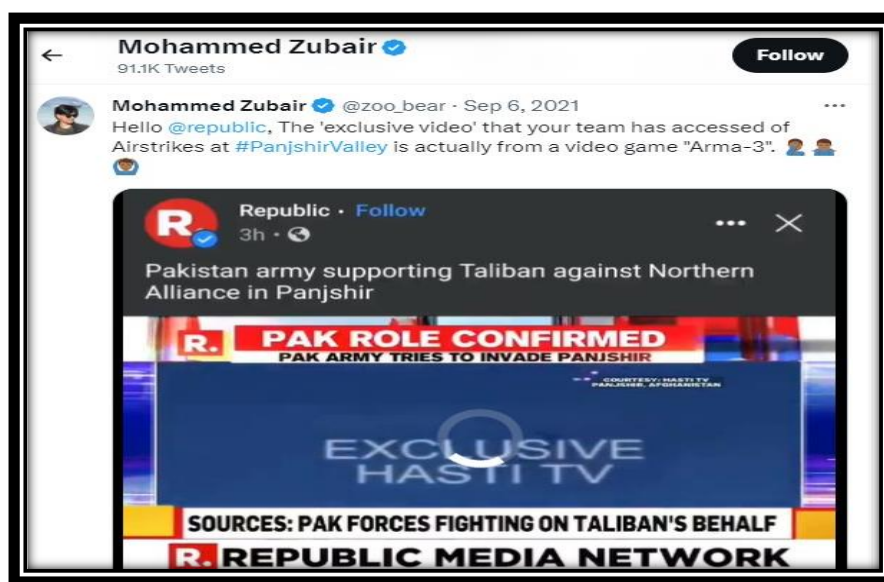 Mohammed Zubair
91.1K Tweets
Follow
Mohammed Zubair @zoo_bear · Sep 6, 2021
Hello @republic, The 'exclusive video' that your team has accessed of
Airstrikes at #PanjshirValley is actually from a video game "Arma-3". 🤦🏾 🤦🏾
🤦🏾
R.
Republic · Follow
3h ·
Pakistan army supporting Taliban against Northern
Alliance in Panjshir
R. PAK ROLE CONFIRMED
PAK ARMY TRIES TO INVADE PANJSHIR
COURTESY: HASTI TV
PANJSHIR, AFGHANISTAN
EXCLUSIVE
HASTI TV
SOURCES: PAK FORCES FIGHTING ON TALIBAN'S BEHALF
R. REPUBLIC MEDIA NETWORK